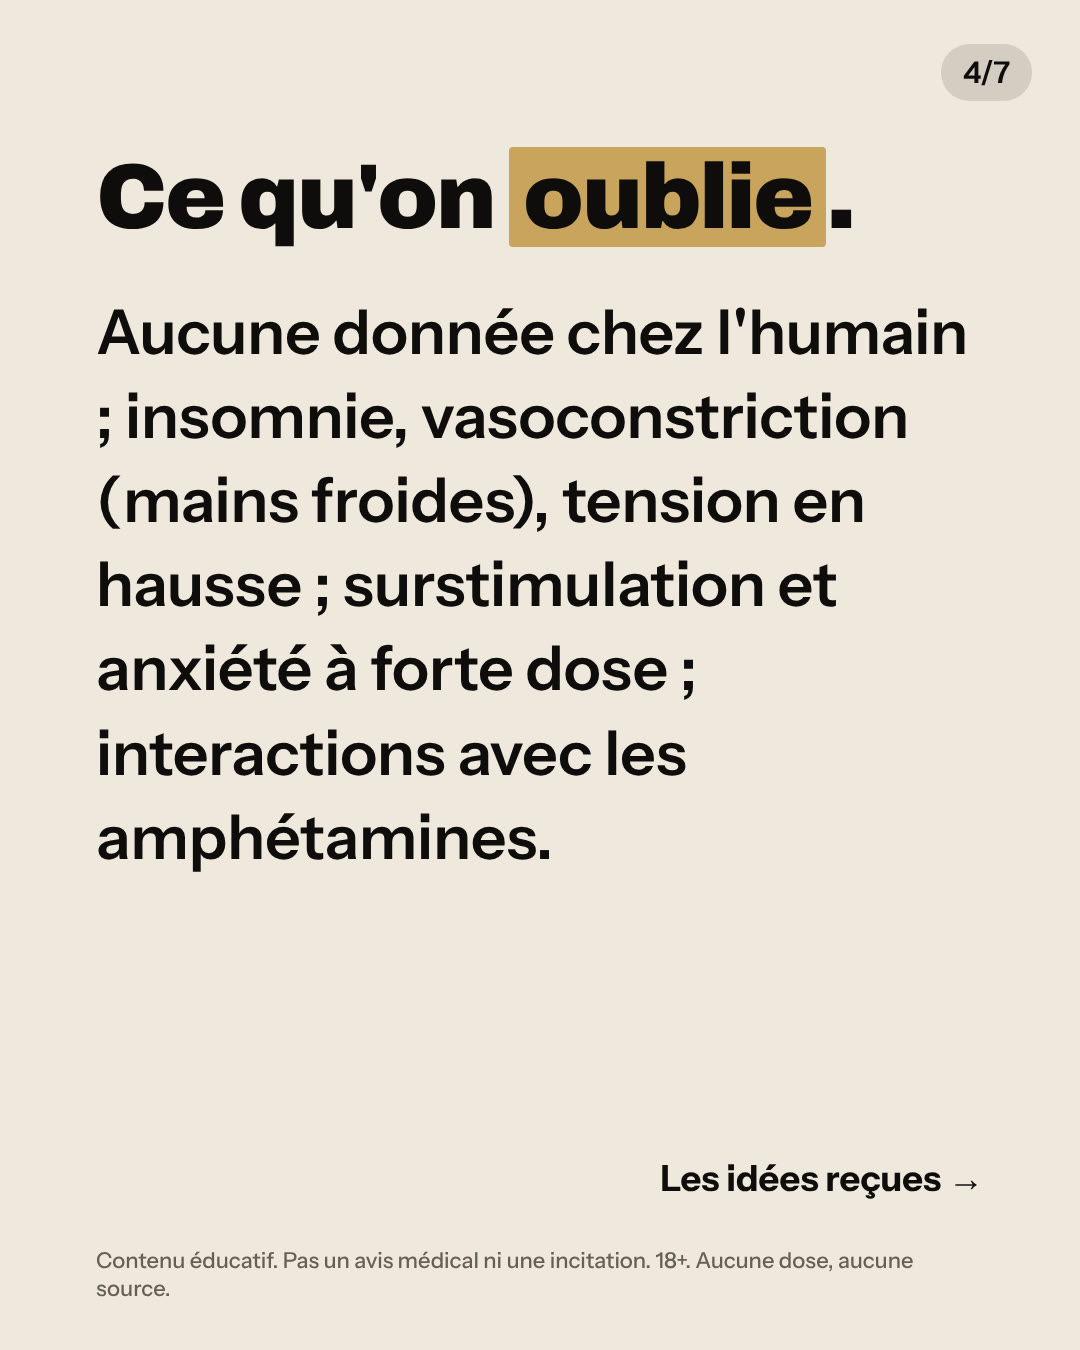 4/7
Ce qu'on oublie.
Aucune donnée chez l'humain
; insomnie, vasoconstriction
(mains froides), tension en
hausse ; surstimulation et
anxiété à forte dose ;
interactions avec les
amphétamines.
Les idées reçues →
Contenu éducatif. Pas un avis médical ni une incitation. 18+. Aucune dose, aucune
source.